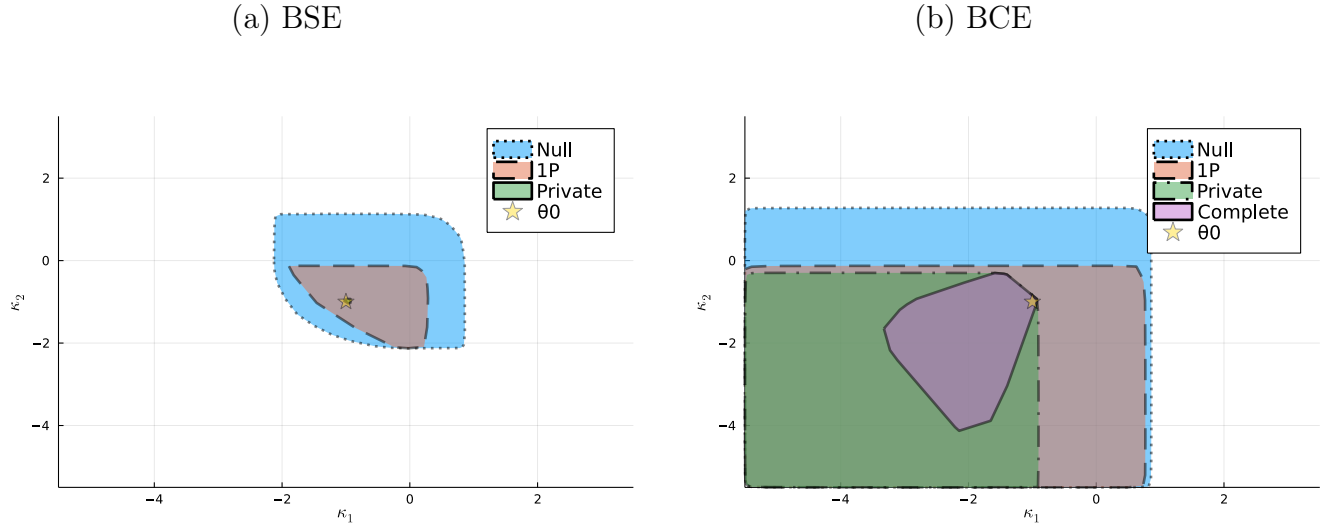 (a) BSE
2
0
−2
−4
κ₂
−4
−2
0
2
κ₁
Null
1P
Private
θ0
(b) BCE
2
0
−2
−4
κ₂
−4
−2
0
2
κ₁
Null
1P
Private
Complete
θ0